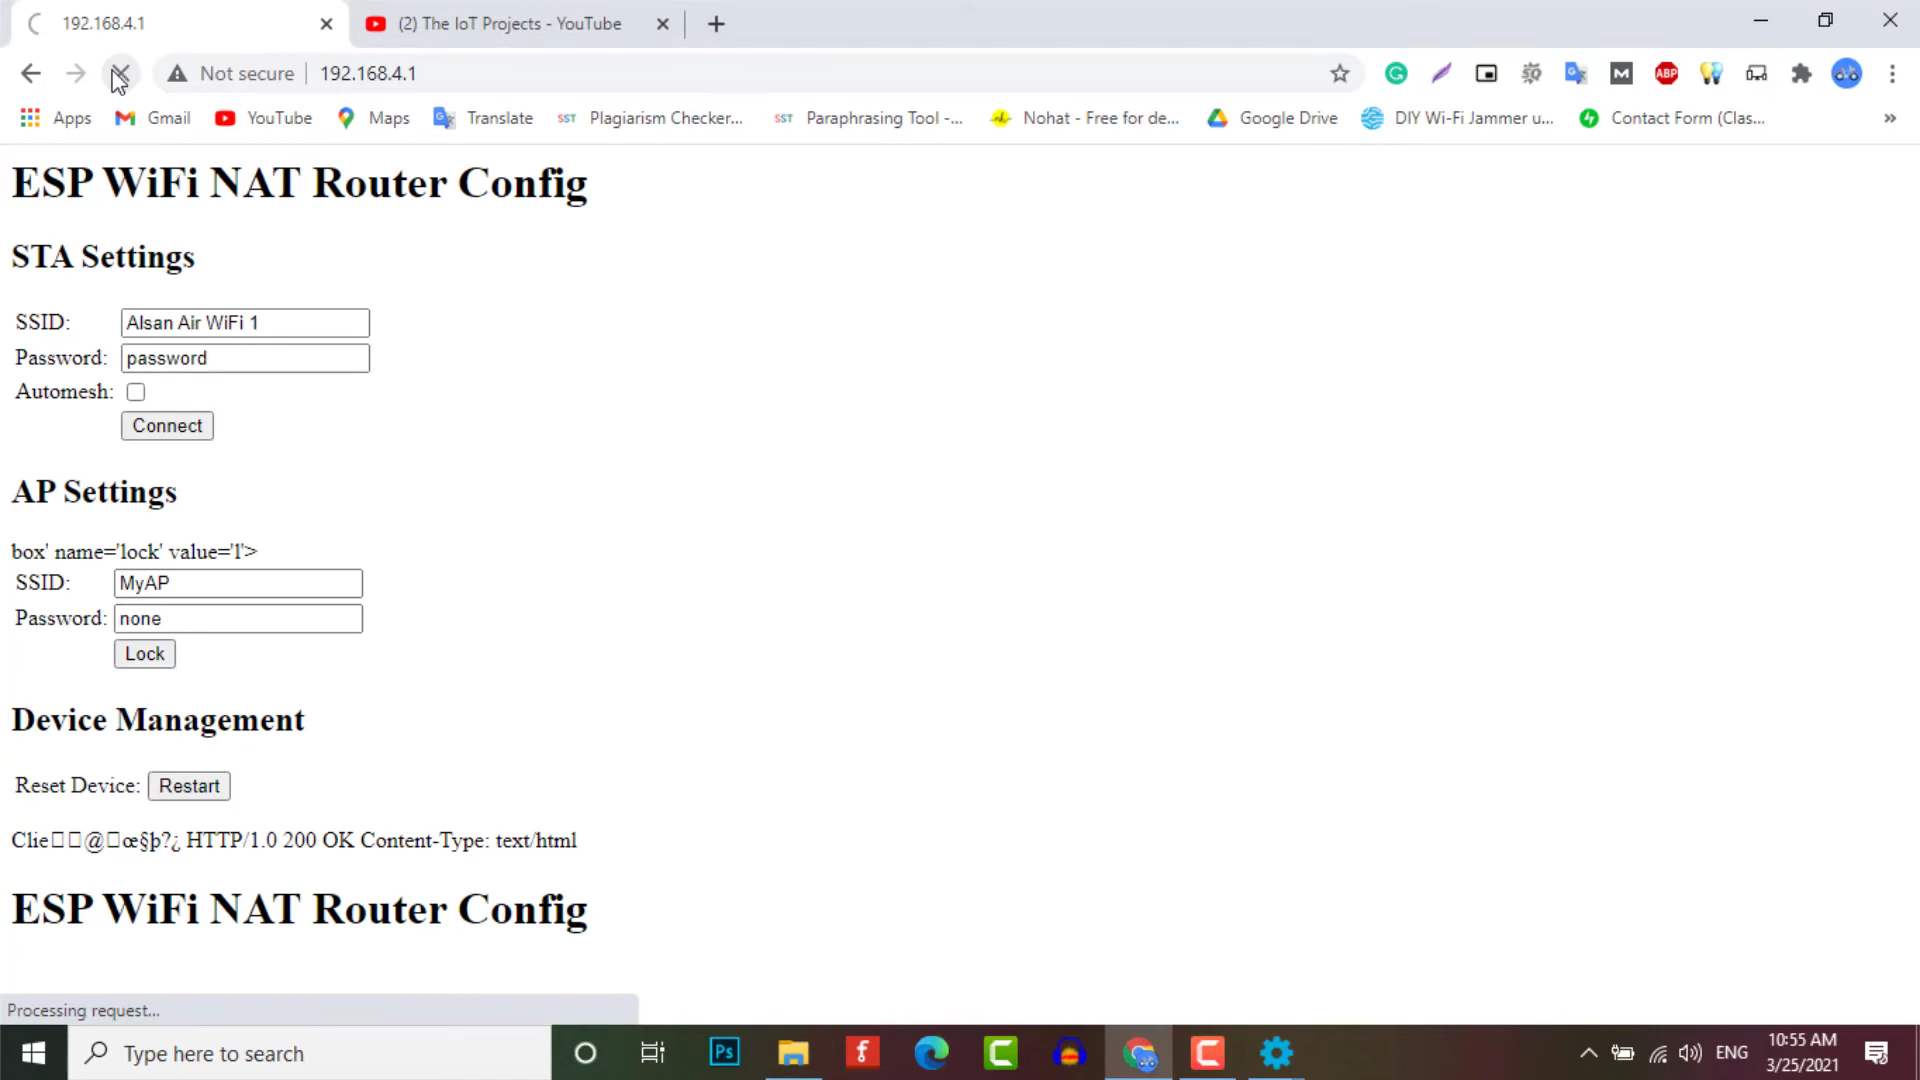 192.168.4.1
(2) The IoT Projects - YouTube
Not secure
192.168.4.1
Apps
Gmail
YouTube
Maps
Translate
SST
Plagiarism Checker...
SST
Paraphrasing Tool -...
Nohat - Free for de...
Google Drive
DIY Wi-Fi Jammer u...
Contact Form (Clas...
ESP WiFi NAT Router Config
STA Settings
SSID: Alsan Air WiFi 1
Password: password
Automesh:
Connect
AP Settings
box' name='lock' value='l'>
SSID: MyAP
Password: none
Lock
Device Management
Reset Device: Restart
Clie□□@□œ§þ?¿ HTTP/1.0 200 OK Content-Type: text/html
ESP WiFi NAT Router Config
Processing request...
Type here to search
Ps
ENG
10:55 AM
3/25/2021